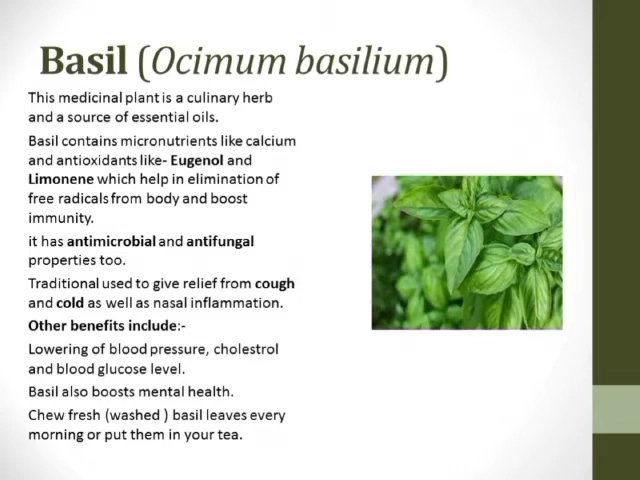 Basil (Ocimum basilium)
This medicinal plant is a culinary herb
and a source of essential oils.
Basil contains micronutrients like calcium
and antioxidants like- Eugenol and
Limonene which help in elimination of
free radicals from body and boost
immunity.
it has antimicrobial and antifungal
properties too.
Traditional used to give relief from cough
and cold as well as nasal inflammation.
Other benefits include:-
Lowering of blood pressure, cholestrol
and blood glucose level.
Basil also boosts mental health.
Chew fresh (washed ) basil leaves every
morning or put them in your tea.